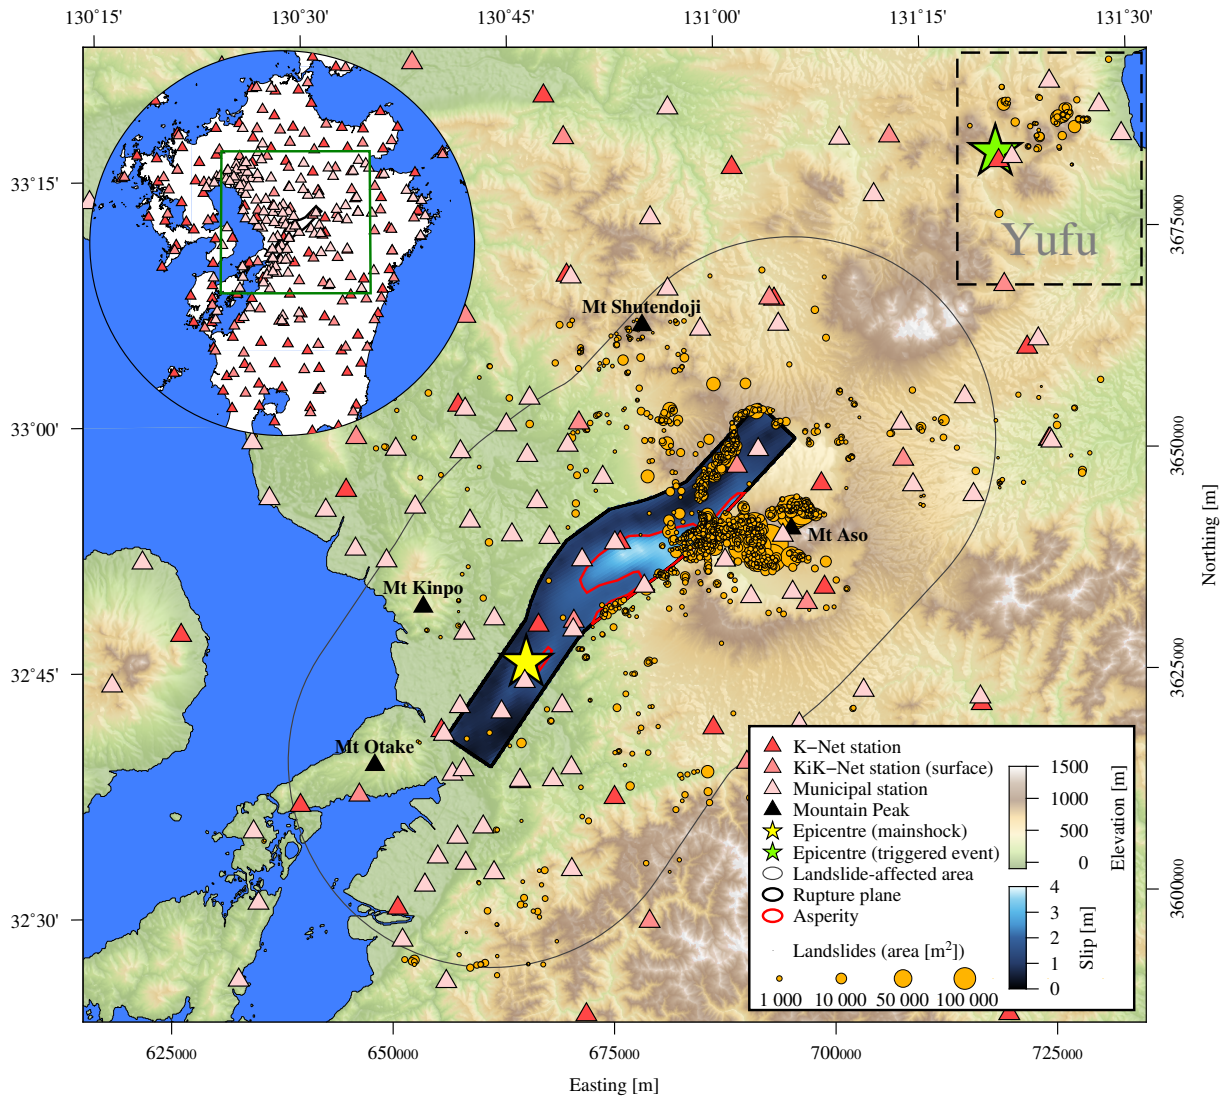 130°15' 130°30' 130°45' 131°00' 131°15' 131°30'
33°15'
33°00'
32°45'
32°30'
3675000
3650000
3625000
3600000
Northing [m]
Yufu
Mt Shutendoji
Mt Aso
Mt Kinpo
Mt Otake
K−Net station
KiK−Net station (surface)
Municipal station
Mountain Peak
Epicentre (mainshock)
Epicentre (triggered event)
Landslide-affected area
Rupture plane
Asperity
Landslides (area [m²])
1 000 10 000 50 000 100 000
1500
1000
500
0
Elevation [m]
4
3
2
1
0
Slip [m]
625000 650000 675000 700000 725000
Easting [m]